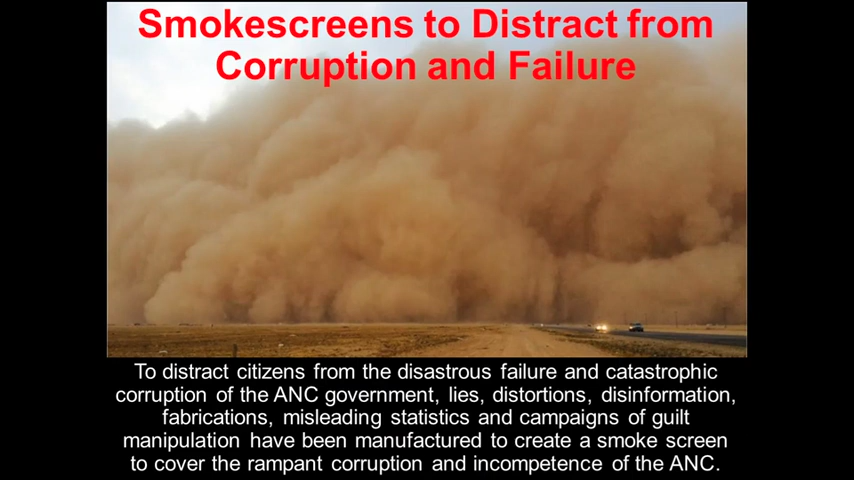 Smokescreens to Distract from
Corruption and Failure
To distract citizens from the disastrous failure and catastrophic
corruption of the ANC government, lies, distortions, disinformation,
fabrications, misleading statistics and campaigns of guilt
manipulation have been manufactured to create a smoke screen
to cover the rampant corruption and incompetence of the ANC.